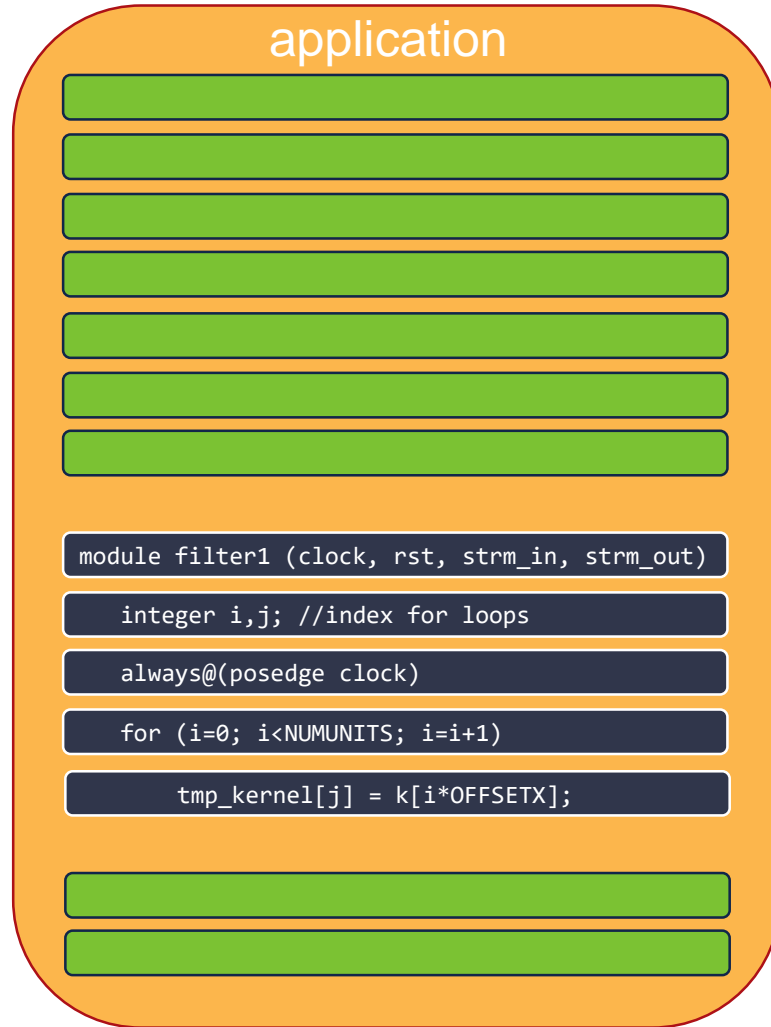 application
module filter1 (clock, rst, strm_in, strm_out)
integer i,j; //index for loops
always@(posedge clock)
for (i=0; i<NUMUNITS; i=i+1)
tmp_kernel[j] = k[i*OFFSETX];